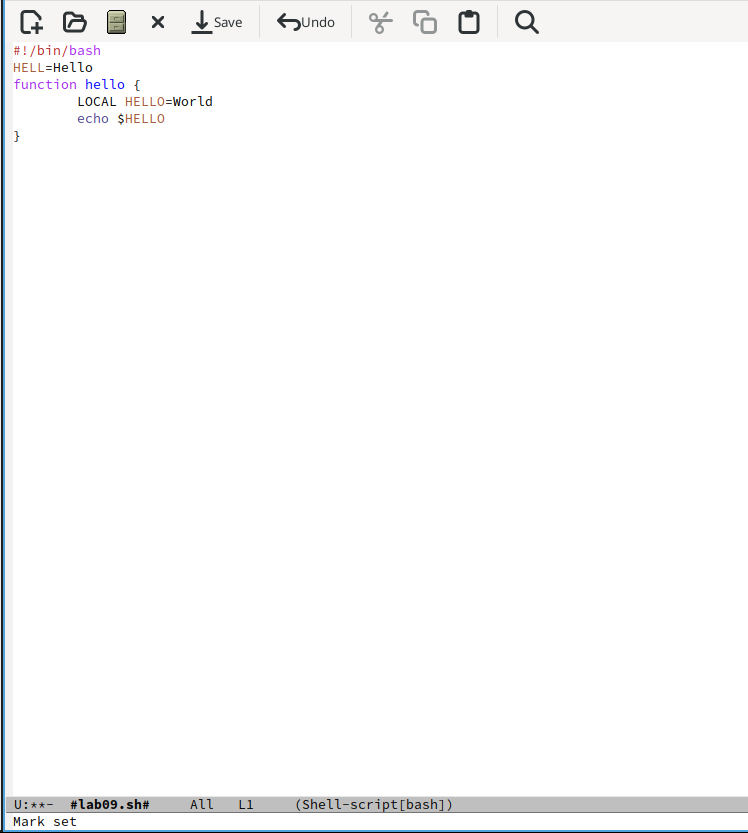 Save Undo
#!/bin/bash
HELL=Hello
function hello {
        LOCAL HELLO=World
        echo $HELLO
}
U:**-  #lab09.sh#     All   L1     (Shell-script[bash])
Mark set